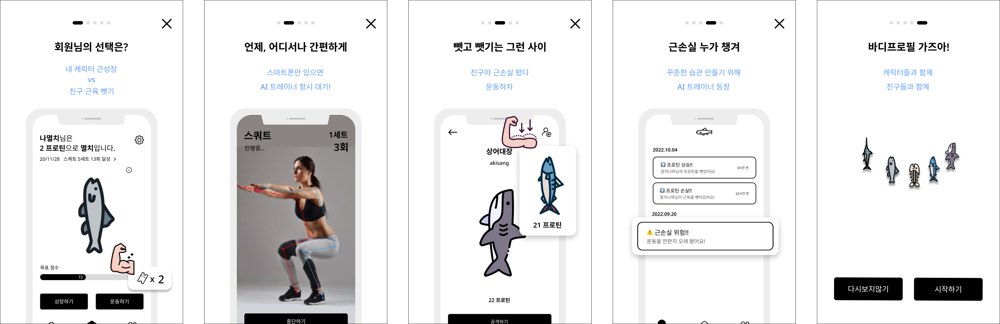 회원님의 선택은?
내 캐릭터 근성장
vs
친구 근육 뺏기
나멸치님은
2 프로틴으로 멸치입니다.
20/11/28 스쿼트 5세트 13회 달성 >
목표 점수
72
x 2
성장하기
운동하기
언제, 어디서나 간편하게
스마트폰만 있으면
AI 트레이너 항시 대기!
스쿼트
진행중..
1세트
3회
중단하기
뺏고 뺏기는 그런 사이
친구야 근손실 왔다
운동하자
상어대장
akisang
21 프로틴
22 프로틴
공격하기
근손실 누가 챙겨
꾸준한 습관 만들기 위해
AI 트레이너 등장
2022.10.04
프로틴 상승!!
참치나와님의 프로틴을 뺏었어요!
3시간 전
프로틴 손실!!
참치나와님이 근육을 뺏어갔어요!
22시간 전
2022.09.20
근손실 위험!!
운동을 안한지 오래 됐어요!
바디프로필 가즈아!
캐릭터들과 함께
친구들과 함께
다시보지않기
시작하기